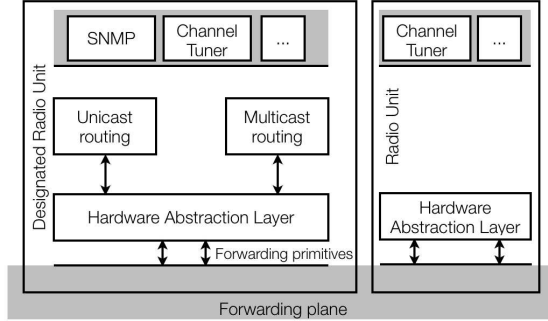 Designated Radio Unit
SNMP
Channel
Tuner
...
Unicast
routing
Multicast
routing
Hardware Abstraction Layer
Forwarding primitives
Radio Unit
Channel
Tuner
...
Hardware
Abstraction Layer
Forwarding plane